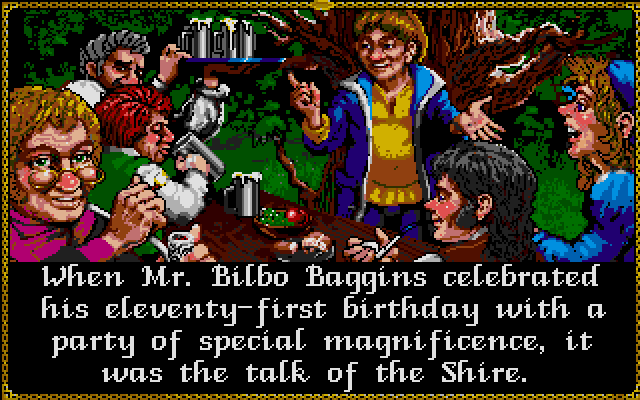 When Mr. Bilbo Baggins celebrated
his eleventy-first birthday with a
party of special magnificence, it
was the talk of the Shire.